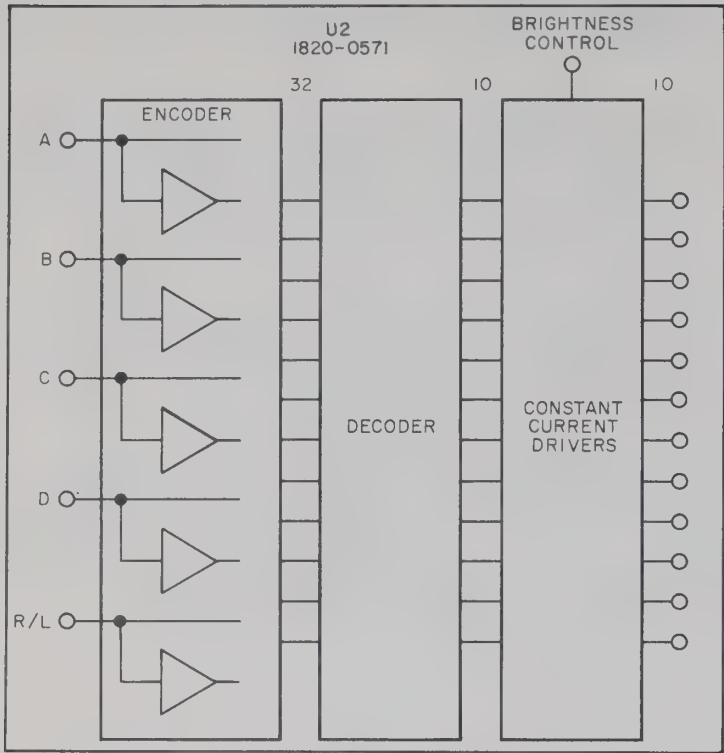 U2
1820-0571
BRIGHTNESS
CONTROL
32
10
10
ENCODER
A
B
C
D
R/L
DECODER
CONSTANT
CURRENT
DRIVERS